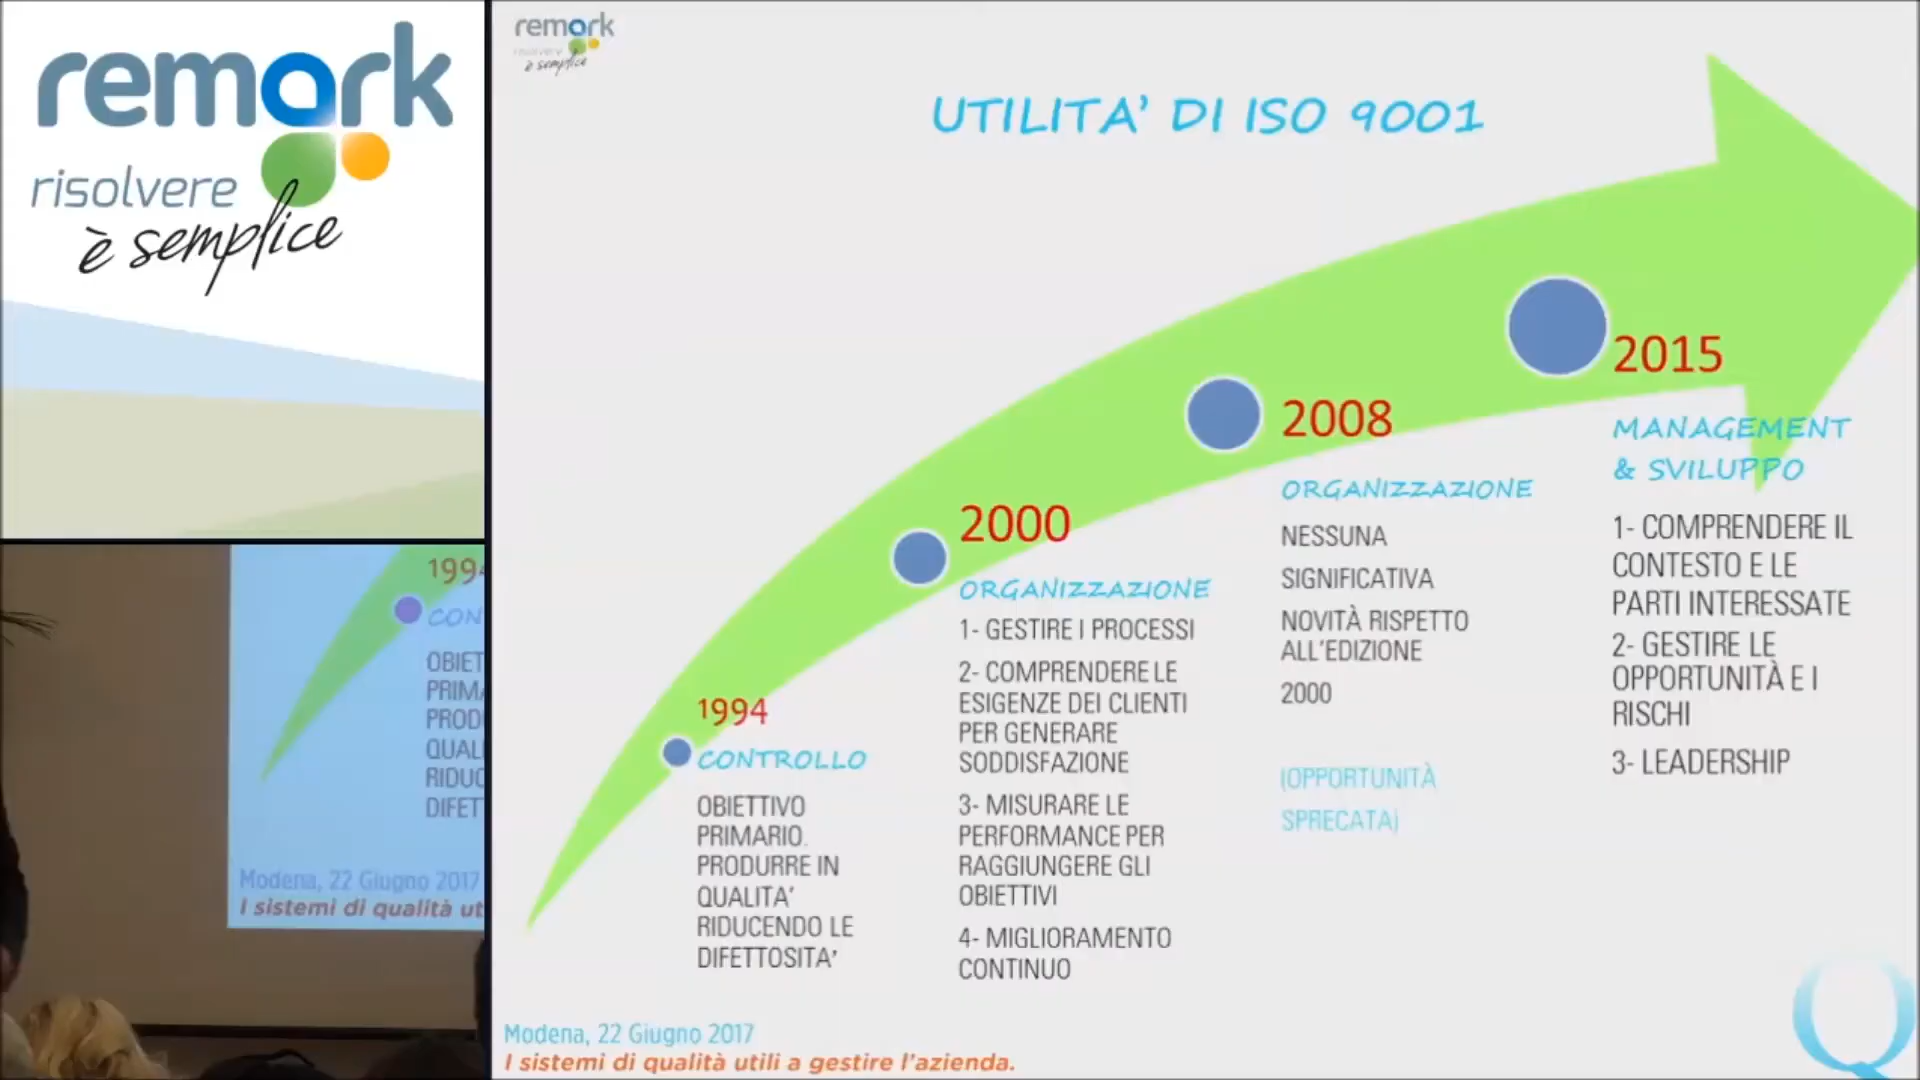 remark
risolvere
è semplice
1994
CON
OBIET
PRIMA
PROD
QUALI
RIDUC
DIFET
Modena, 22 Giugno 2017
I sistemi di qualità ut
remark
risolvere
è semplice
UTILITA' DI ISO 9001
1994
CONTROLLO
OBIETTIVO
PRIMARIO.
PRODURRE IN
QUALITA'
RIDUCENDO LE
DIFETTOSITA'
2000
ORGANIZZAZIONE
1- GESTIRE I PROCESSI
2- COMPRENDERE LE
ESIGENZE DEI CLIENTI
PER GENERARE
SODDISFAZIONE
3- MISURARE LE
PERFORMANCE PER
RAGGIUNGERE GLI
OBIETTIVI
4- MIGLIORAMENTO
CONTINUO
2008
ORGANIZZAZIONE
NESSUNA
SIGNIFICATIVA
NOVITÀ RISPETTO
ALL'EDIZIONE
2000
(OPPORTUNITÀ
SPRECATA)
2015
MANAGEMENT
& SVILUPPO
1- COMPRENDERE IL
CONTESTO E LE
PARTI INTERESSATE
2- GESTIRE LE
OPPORTUNITÀ E I
RISCHI
3- LEADERSHIP
Modena, 22 Giugno 2017
I sistemi di qualità utili a gestire l'azienda.
Q